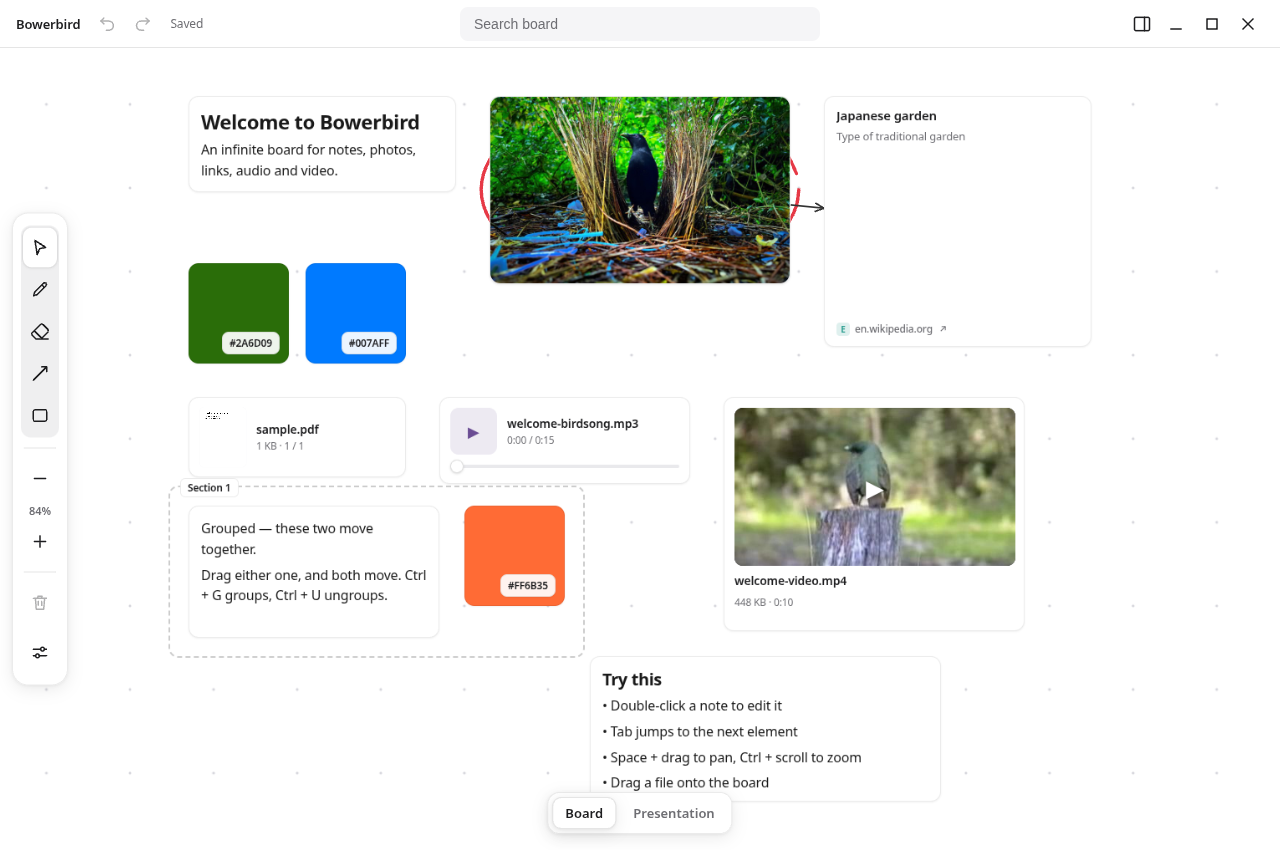 Bowerbird
Saved
Search board
Welcome to Bowerbird
An infinite board for notes, photos,
links, audio and video.
Japanese garden
Type of traditional garden
E en.wikipedia.org
#2A6D09
#007AFF
sample.pdf
1 KB · 1 / 1
welcome-birdsong.mp3
0:00 / 0:15
Section 1
Grouped — these two move
together.
Drag either one, and both move. Ctrl
+ G groups, Ctrl + U ungroups.
#FF6B35
welcome-video.mp4
448 KB · 0:10
84%
Try this
• Double-click a note to edit it
• Tab jumps to the next element
• Space + drag to pan, Ctrl + scroll to zoom
• Drag a file onto the board
Board
Presentation